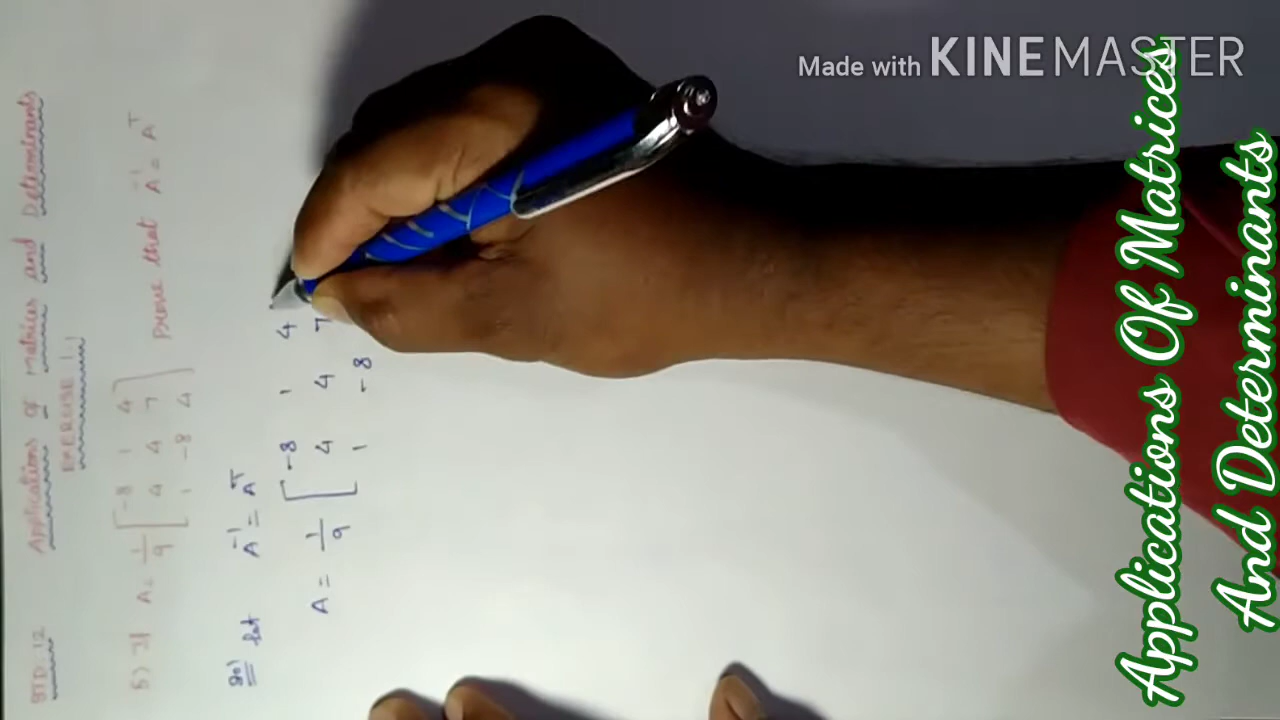 Made with KINEMASTER
STD: 12 Applications of Matrices and Determinants
EXERCISE 1.1
5) If A = 1/9 [ -8 1 4
4 4 7
1 -8 4 ] prove that A⁻¹ = Aᵀ
So) let A⁻¹ = Aᵀ
A = 1/9 [ -8 1 4
4 4 7
1 -8
Applications Of Matrices
And Determinants